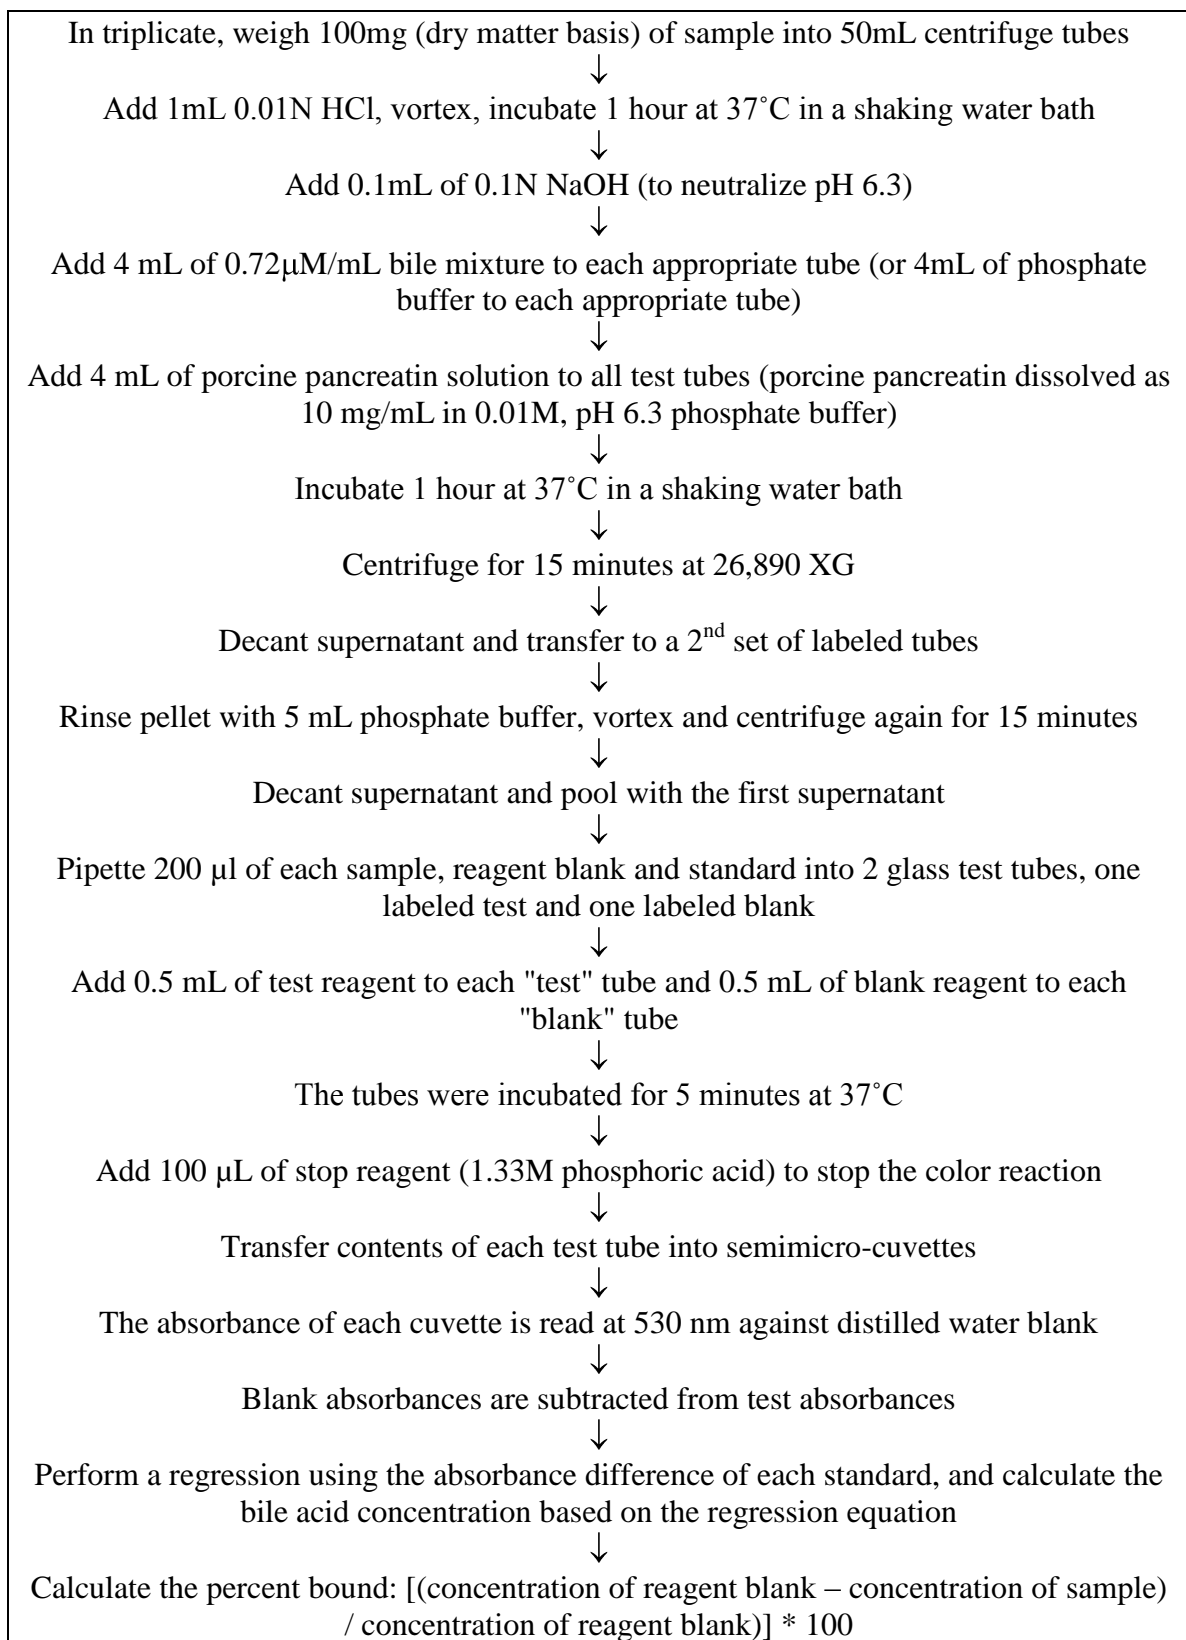 In triplicate, weigh 100mg (dry matter basis) of sample into 50mL centrifuge tubes
↓
Add 1mL 0.01N HCl, vortex, incubate 1 hour at 37˚C in a shaking water bath
↓
Add 0.1mL of 0.1N NaOH (to neutralize pH 6.3)
↓
Add 4 mL of 0.72μM/mL bile mixture to each appropriate tube (or 4mL of phosphate
buffer to each appropriate tube)
↓
Add 4 mL of porcine pancreatin solution to all test tubes (porcine pancreatin dissolved as
10 mg/mL in 0.01M, pH 6.3 phosphate buffer)
↓
Incubate 1 hour at 37˚C in a shaking water bath
↓
Centrifuge for 15 minutes at 26,890 XG
↓
Decant supernatant and transfer to a 2nd set of labeled tubes
↓
Rinse pellet with 5 mL phosphate buffer, vortex and centrifuge again for 15 minutes
↓
Decant supernatant and pool with the first supernatant
↓
Pipette 200 µl of each sample, reagent blank and standard into 2 glass test tubes, one
labeled test and one labeled blank
↓
Add 0.5 mL of test reagent to each "test" tube and 0.5 mL of blank reagent to each
"blank" tube
↓
The tubes were incubated for 5 minutes at 37˚C
↓
Add 100 µL of stop reagent (1.33M phosphoric acid) to stop the color reaction
↓
Transfer contents of each test tube into semimicro-cuvettes
↓
The absorbance of each cuvette is read at 530 nm against distilled water blank
↓
Blank absorbances are subtracted from test absorbances
↓
Perform a regression using the absorbance difference of each standard, and calculate the
bile acid concentration based on the regression equation
↓
Calculate the percent bound: [(concentration of reagent blank – concentration of sample)
/ concentration of reagent blank)] * 100